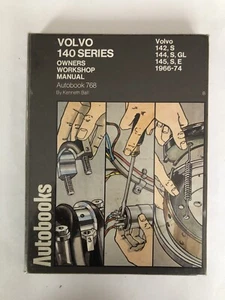 VOLVO
140 SERIES
OWNERS
WORKSHOP
MANUAL
Autobook 768
By Kenneth Ball
Volvo
142, S
144, S, GL
145, S, E
1966-74
Autobooks